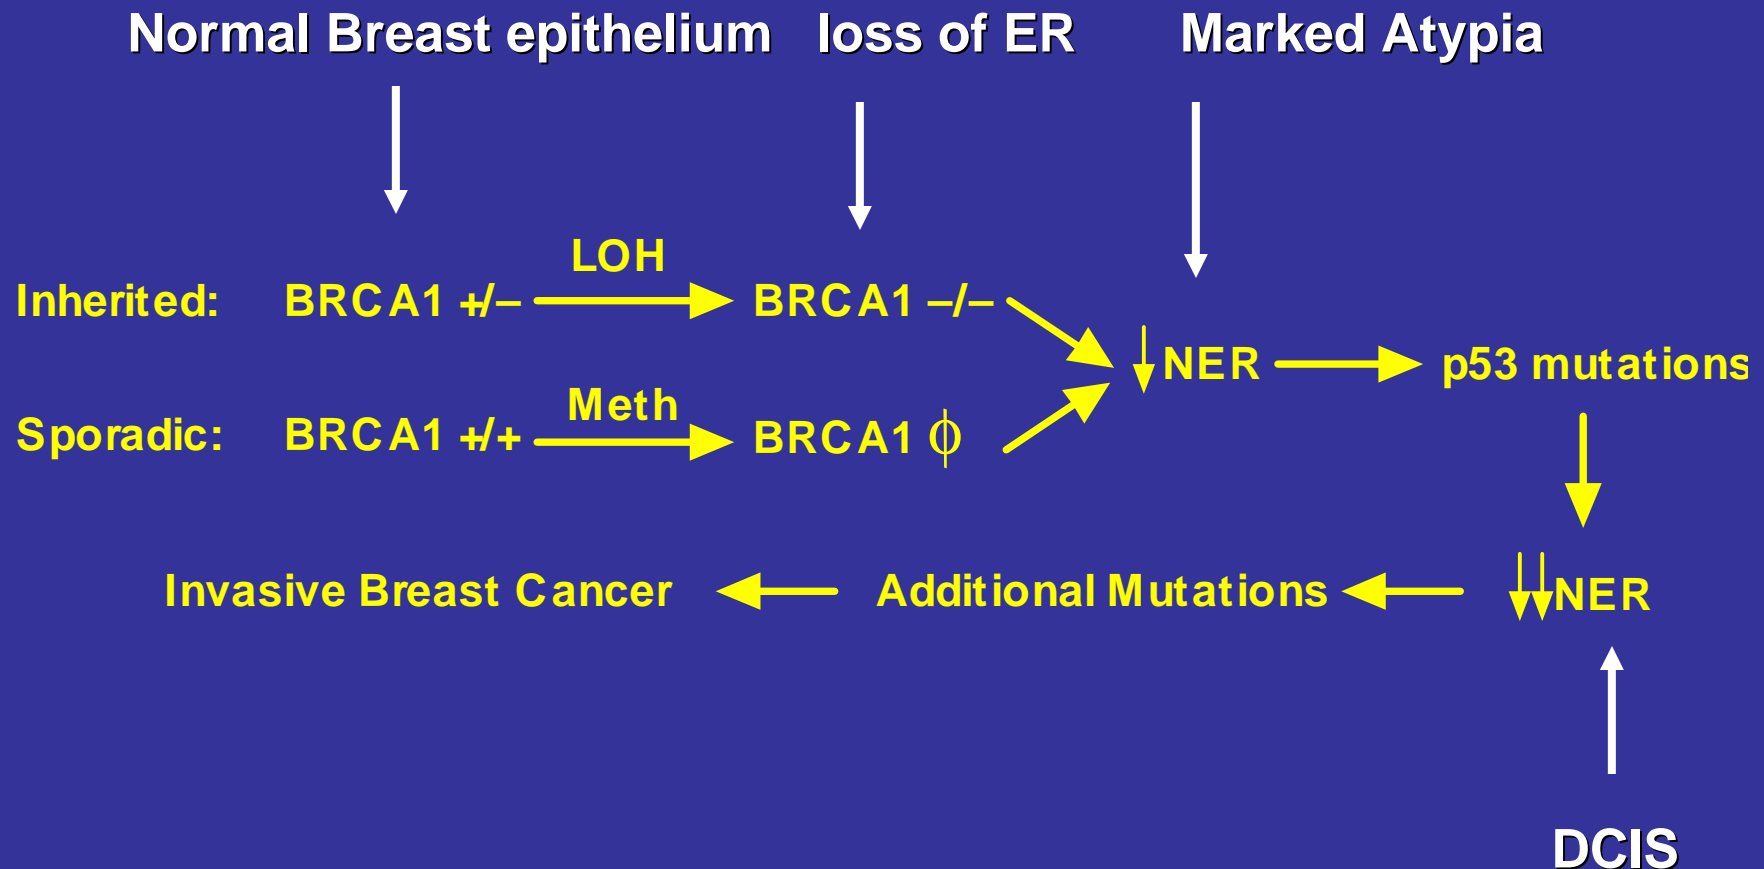 Normal Breast epithelium loss of ER Marked Atypia
LOH
Inherited: BRCA1 +/– BRCA1 –/–
↓NER p53 mutations
Meth
Sporadic: BRCA1 +/+ BRCA1 ϕ
Invasive Breast Cancer Additional Mutations ↓↓NER
DCIS